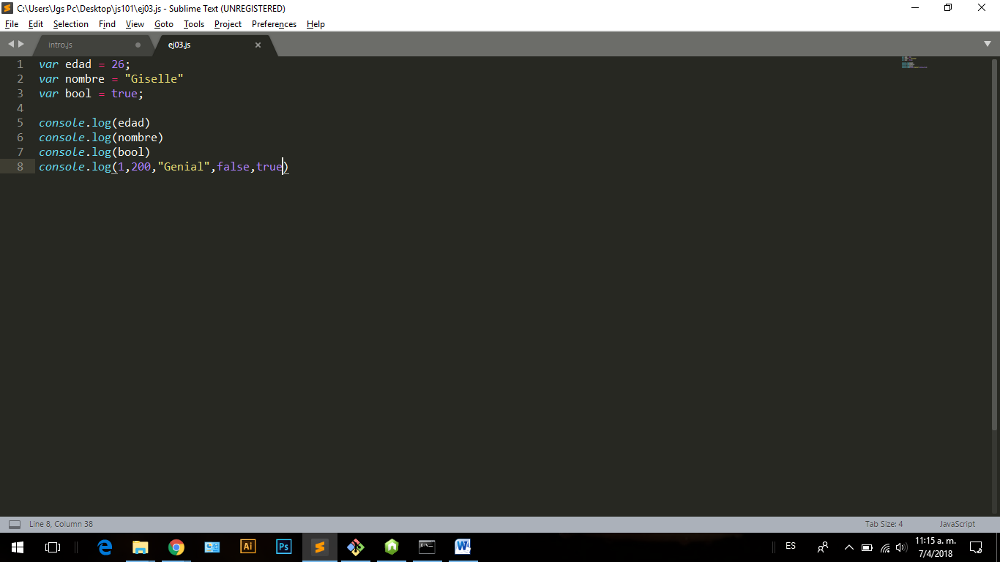 C:\Users\Jgs Pc\Desktop\js101\ej03.js - Sublime Text (UNREGISTERED)
File Edit Selection Find View Goto Tools Project Preferences Help
intro.js ej03.js
1 var edad = 26;
2 var nombre = "Giselle"
3 var bool = true;
4
5 console.log(edad)
6 console.log(nombre)
7 console.log(bool)
8 console.log(1,200,"Genial",false,true)
Line 8, Column 38 Tab Size: 4 JavaScript
Ai Ps W ES 11:15 a. m.
7/4/2018